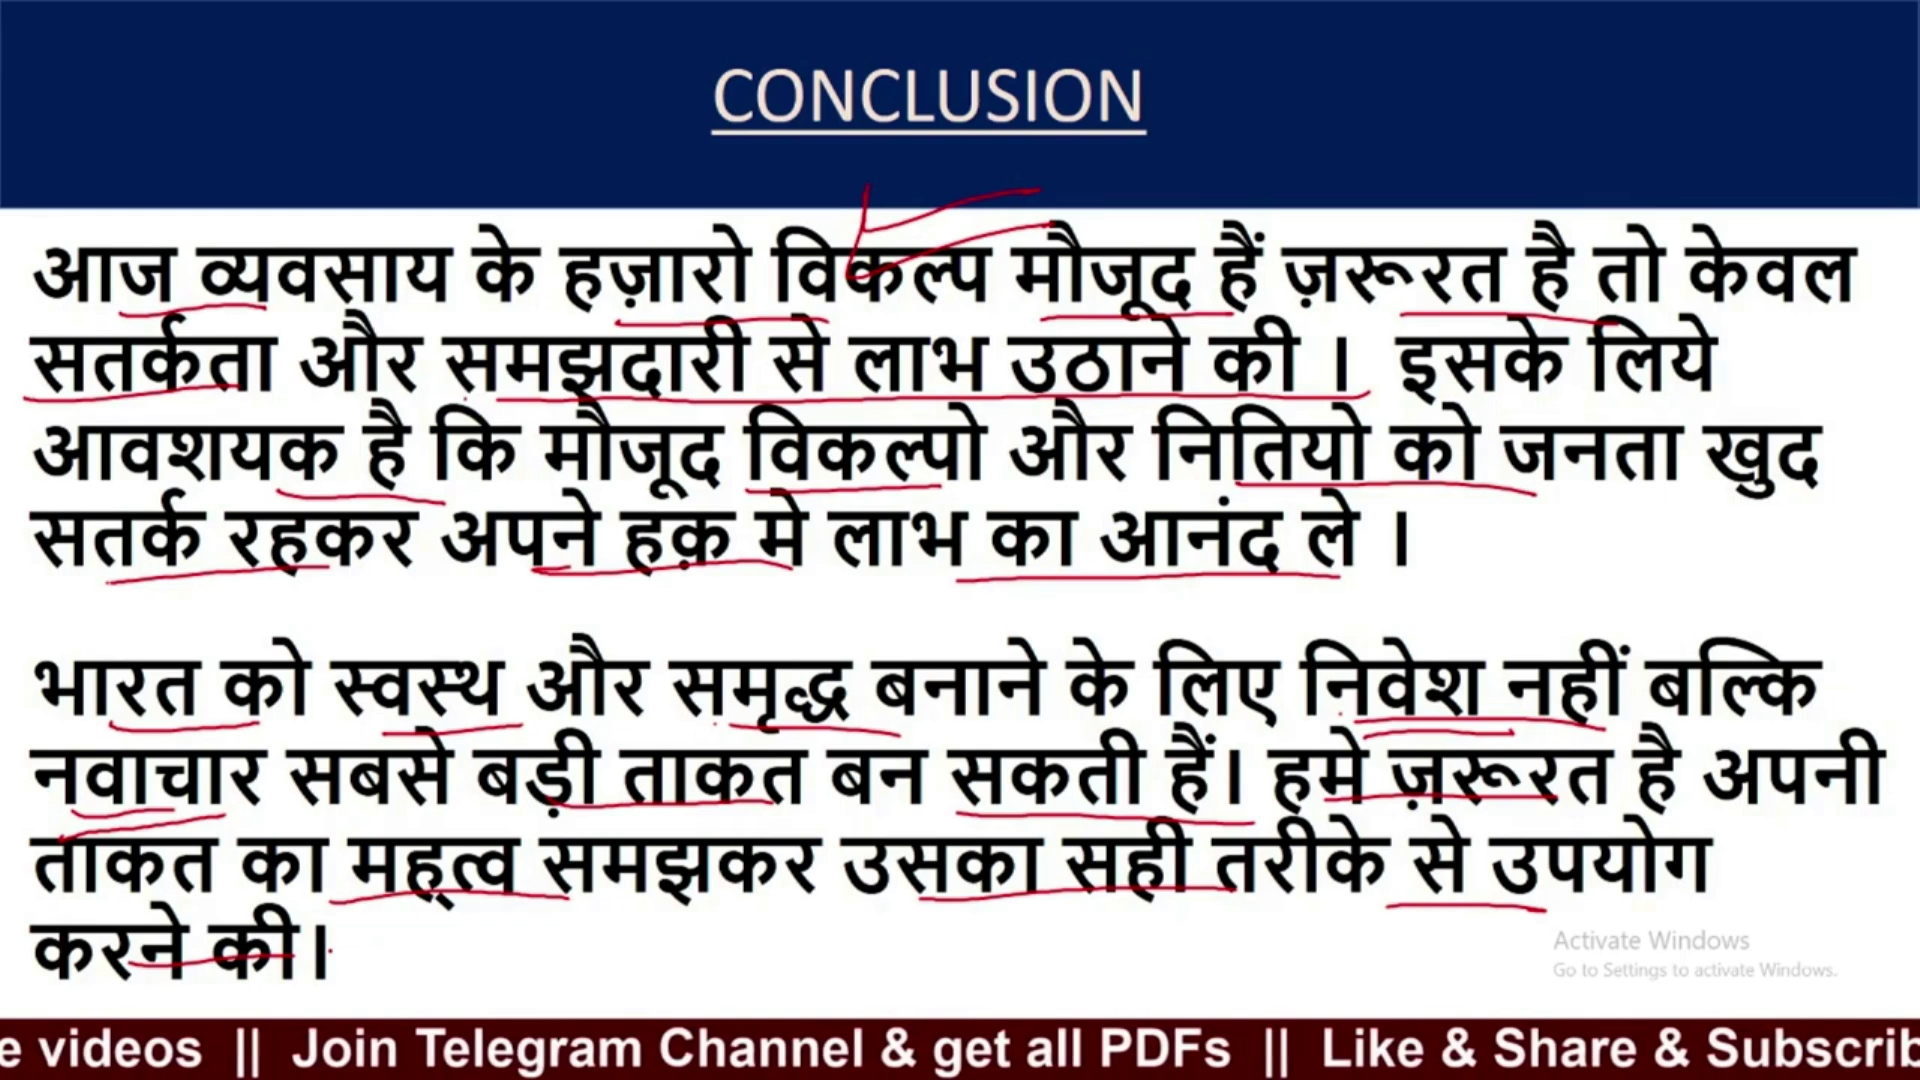 CONCLUSION
आज व्यवसाय के हज़ारो विकल्प मौजूद हैं ज़रूरत है तो केवल
सतर्कता और समझदारी से लाभ उठाने की । इसके लिये
आवशयक है कि मौजूद विकल्पो और नितियो को जनता खुद
सतर्क रहकर अपने हक़ मे लाभ का आनंद ले ।
भारत को स्वस्थ और समृद्ध बनाने के लिए निवेश नहीं बल्कि
नवाचार सबसे बड़ी ताकत बन सकती हैं। हमे ज़रूरत है अपनी
ताकत का मह्त्व समझकर उसका सही तरीके से उपयोग
करने की।
Activate Windows
Go to Settings to activate Windows.
e videos || Join Telegram Channel & get all PDFs || Like & Share & Subscrib